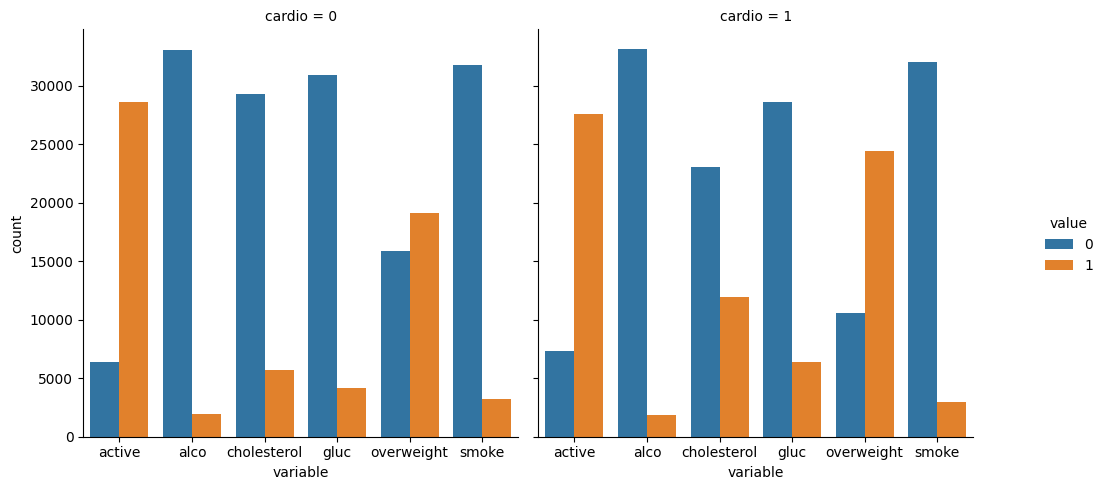 cardio = 0
cardio = 1
count
30000
25000
20000
15000
10000
5000
0
active alco cholesterol gluc overweight smoke
variable
active alco cholesterol gluc overweight smoke
variable
value
0
1